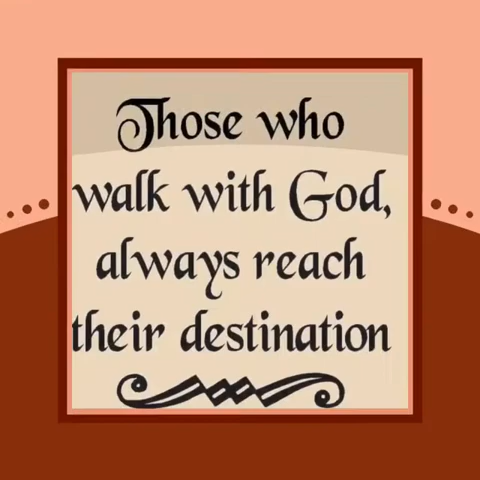 Those who
walk with God,
always reach
their destination